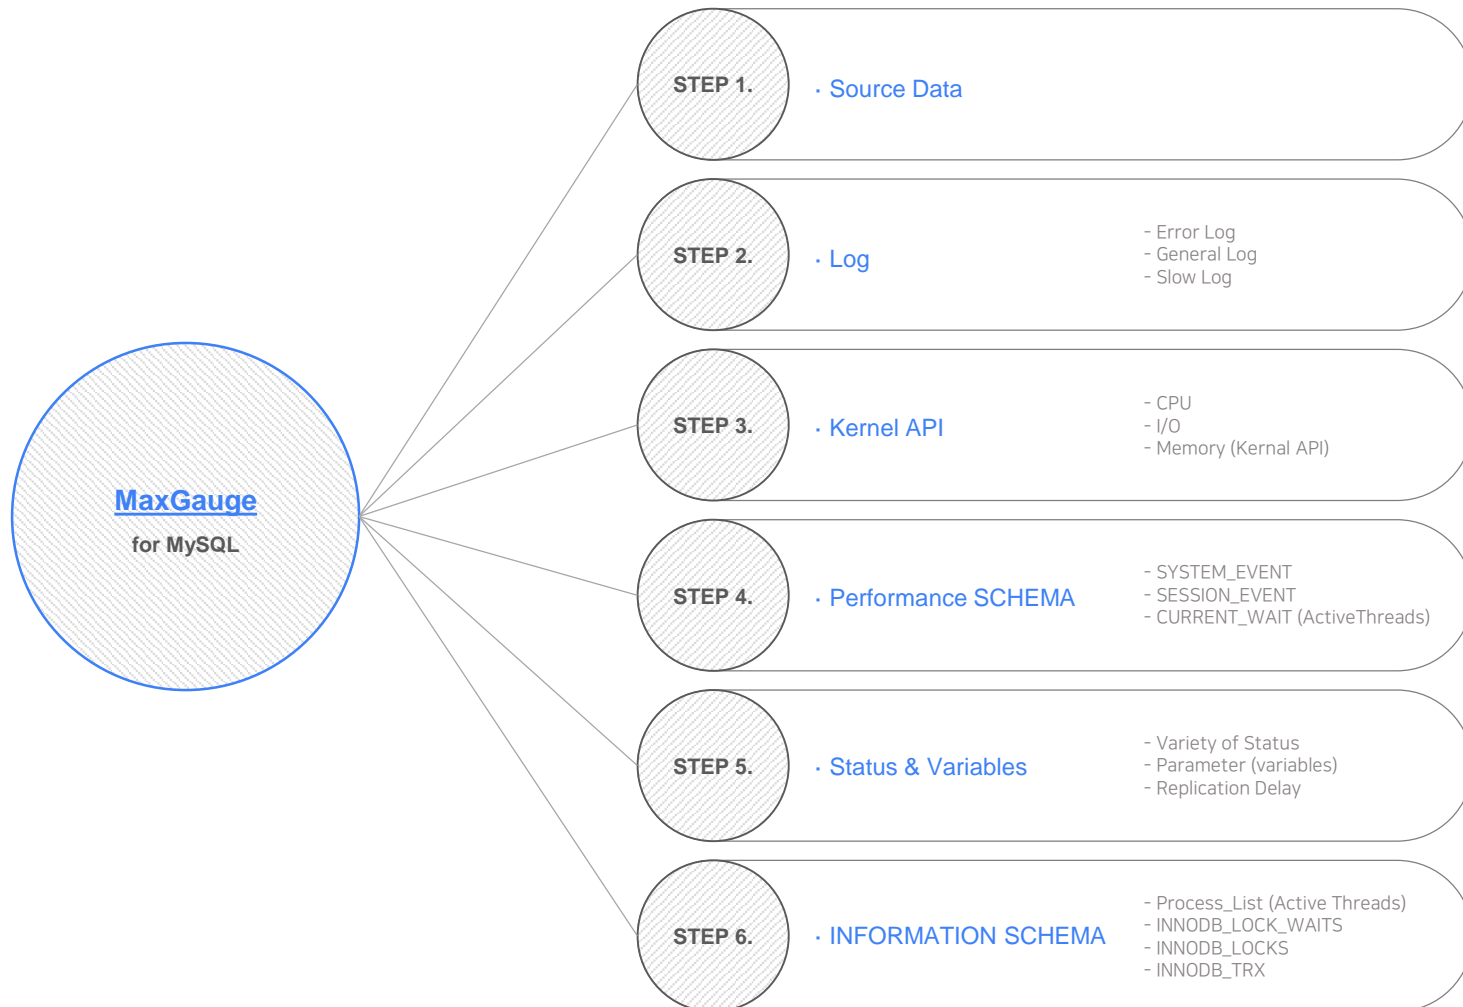 MaxGauge
for MySQL
STEP 1.
· Source Data
STEP 2.
· Log
- Error Log
- General Log
- Slow Log
STEP 3.
· Kernel API
- CPU
- I/O
- Memory (Kernal API)
STEP 4.
· Performance SCHEMA
- SYSTEM_EVENT
- SESSION_EVENT
- CURRENT_WAIT (ActiveThreads)
STEP 5.
· Status & Variables
- Variety of Status
- Parameter (variables)
- Replication Delay
STEP 6.
· INFORMATION SCHEMA
- Process_List (Active Threads)
- INNODB_LOCK_WAITS
- INNODB_LOCKS
- INNODB_TRX